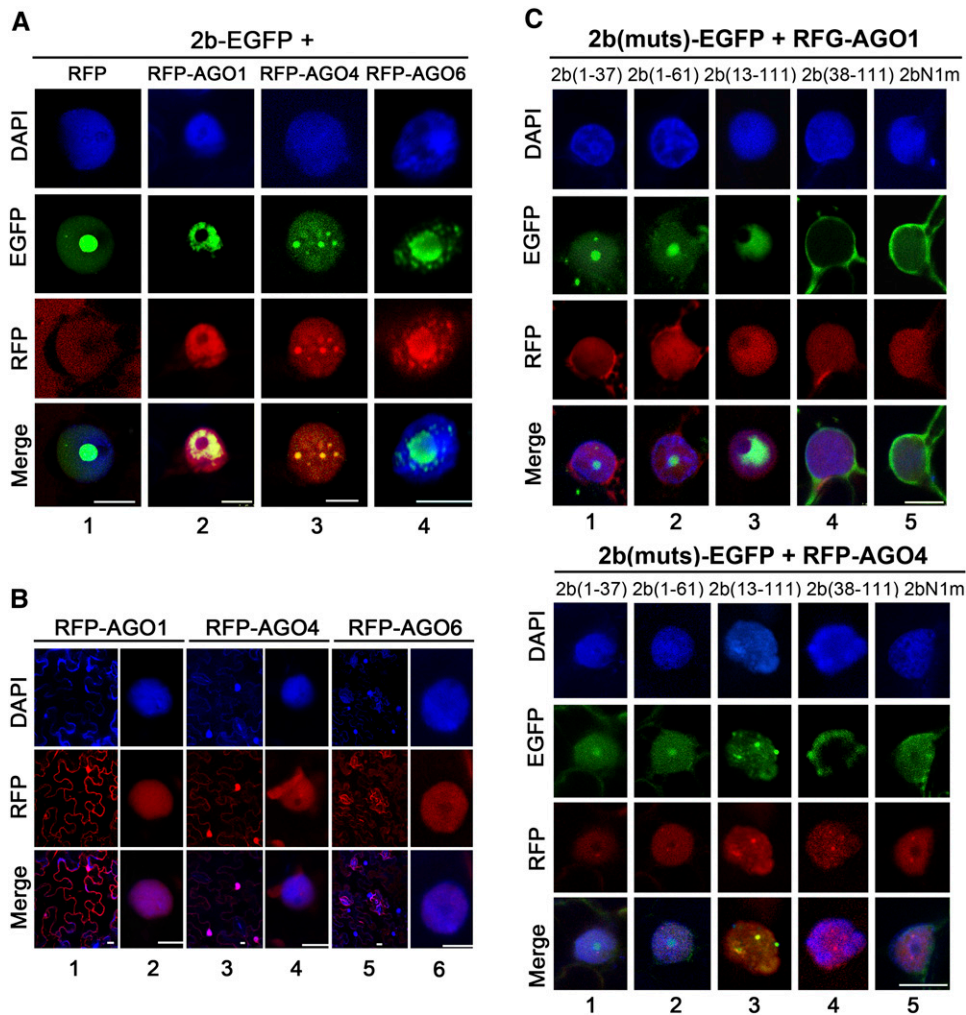 A
2b-EGFP +
RFP RFP-AGO1 RFP-AGO4 RFP-AGO6
DAPI
EGFP
RFP
Merge
1 2 3 4
B
RFP-AGO1 RFP-AGO4 RFP-AGO6
DAPI
RFP
Merge
1 2 3 4 5 6
C
2b(muts)-EGFP + RFG-AGO1
2b(1-37) 2b(1-61) 2b(13-111) 2b(38-111) 2bN1m
DAPI
EGFP
RFP
Merge
1 2 3 4 5
2b(muts)-EGFP + RFP-AGO4
2b(1-37) 2b(1-61) 2b(13-111) 2b(38-111) 2bN1m
DAPI
EGFP
RFP
Merge
1 2 3 4 5